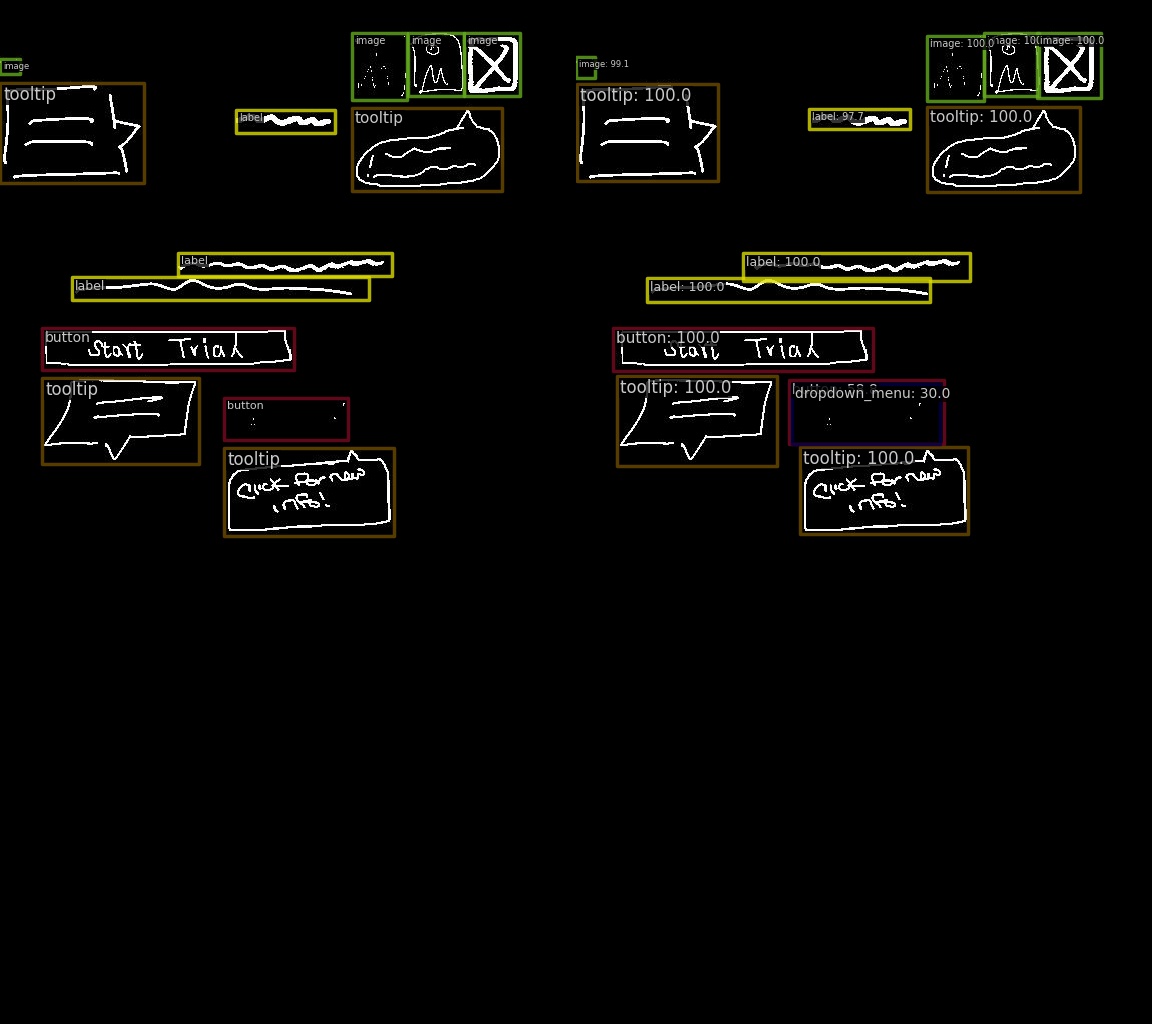 image image image
image
tooltip
label
tooltip
label
label
button
Start Trial
tooltip
button
tooltip
Click for new
info!
image: 100.0 image: 100.0
image: 99.1
tooltip: 100.0
label: 97.7
tooltip: 100.0
label: 100.0
label: 100.0
button: 100.0
Start Trial
tooltip: 100.0
dropdown_menu: 30.0
tooltip: 100.0
Click for new
info!